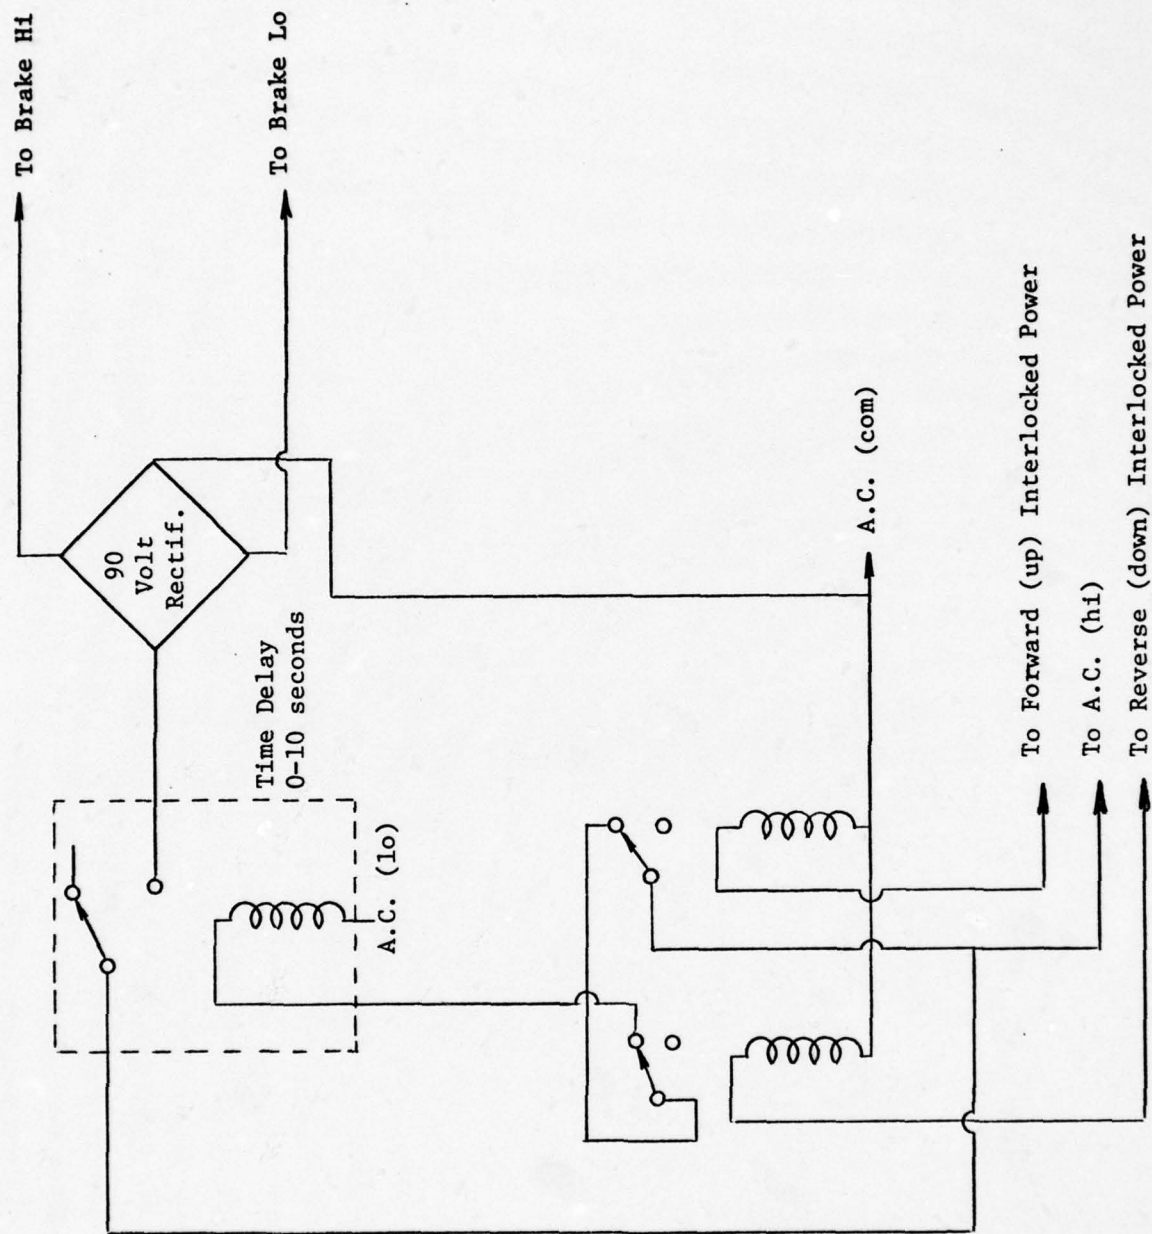 To Brake Hi
To Brake Lo
90
Volt
Rectif.
Time Delay
0-10 seconds
A.C. (lo)
A.C. (com)
To Forward (up) Interlocked Power
To A.C. (hi)
To Reverse (down) Interlocked Power